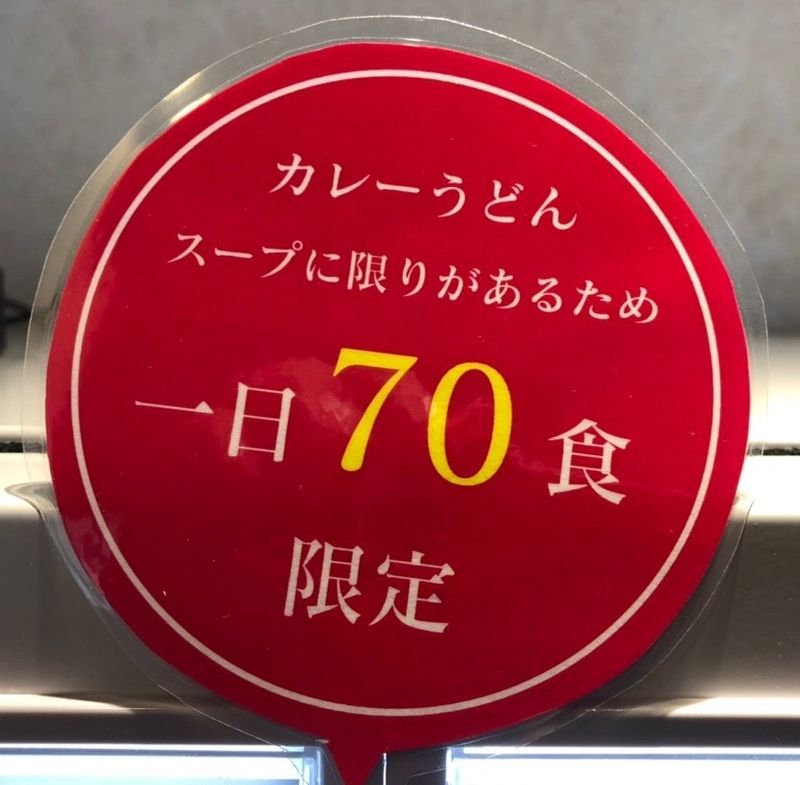 カレーうどん
スープに限りがあるため
一日70食
限定